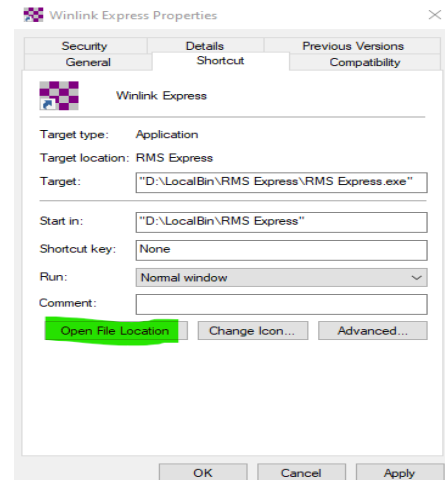 Winlink Express Properties
Security Details Previous Versions
General Shortcut Compatibility
Winlink Express
Target type: Application
Target location: RMS Express
Target: "D:\LocalBin\RMS Express\RMS Express.exe"
Start in: "D:\LocalBin\RMS Express"
Shortcut key: None
Run: Normal window
Comment:
Open File Location Change Icon... Advanced...
OK Cancel Apply